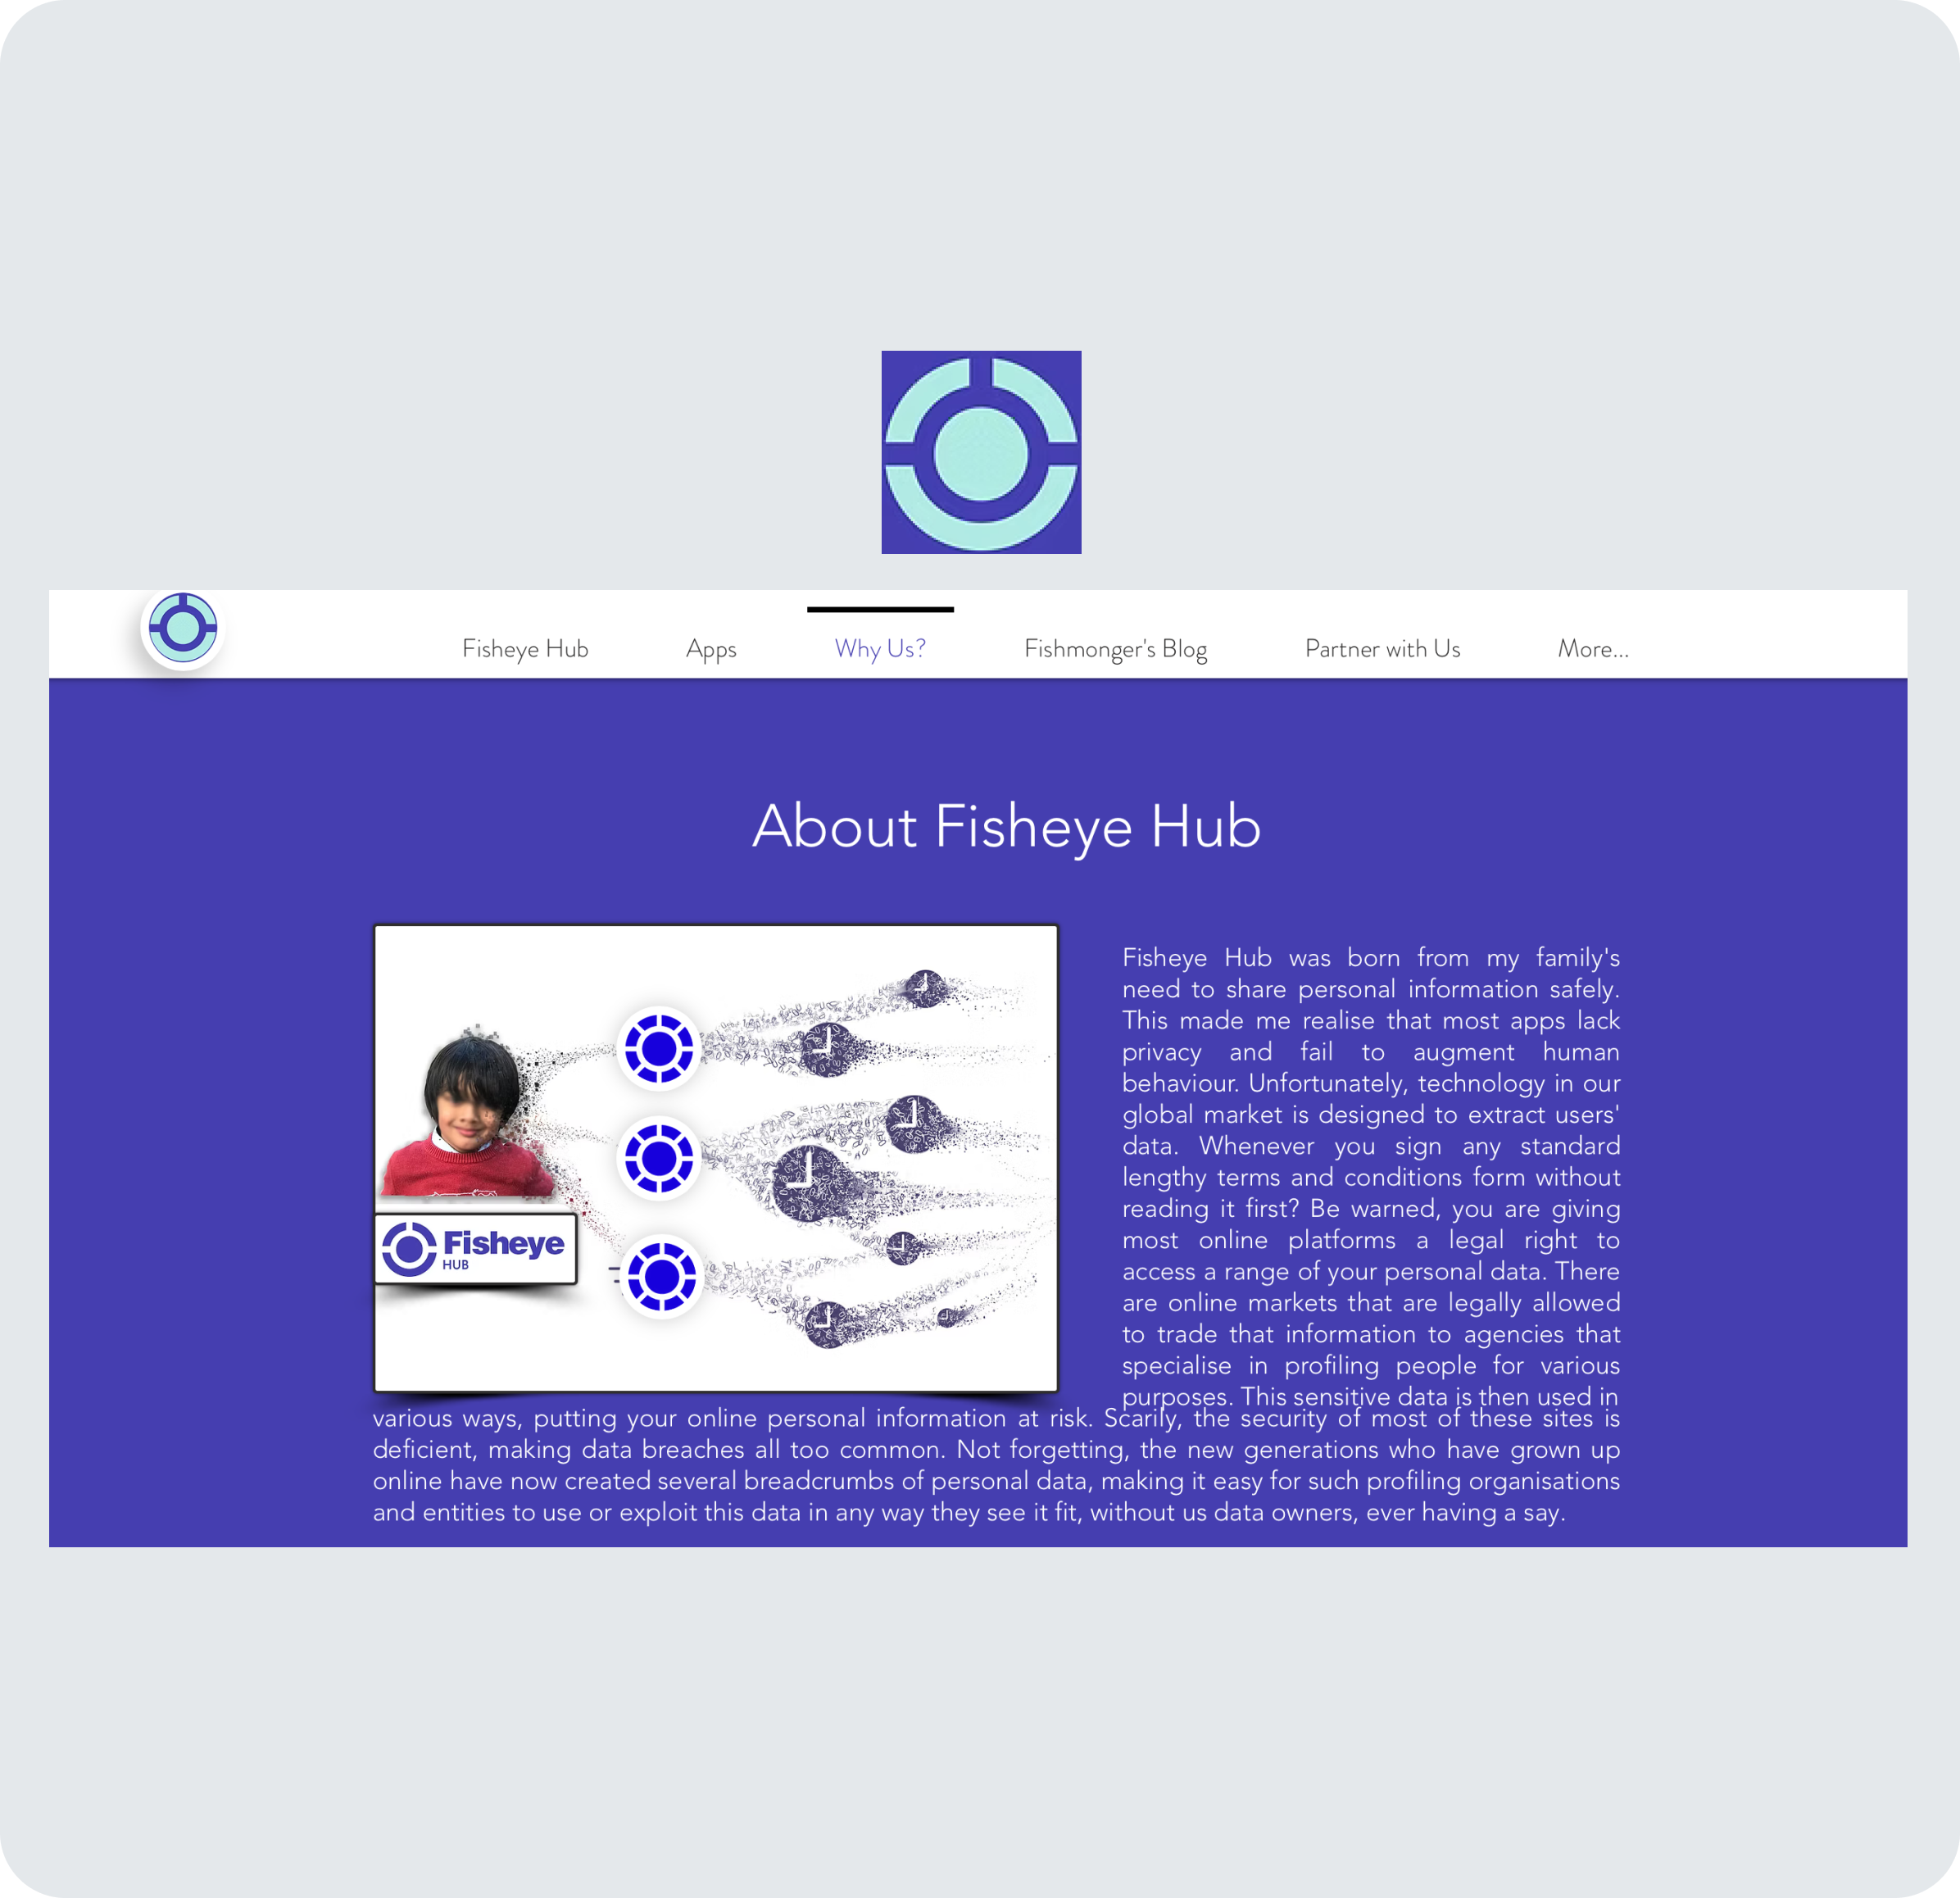 Fisheye Hub
Apps
Why Us?
Fishmonger's Blog
Partner with Us
More...
About Fisheye Hub
Fisheye
HUB
Fisheye Hub was born from my family's
need to share personal information safely.
This made me realise that most apps lack
privacy and fail to augment human
behaviour. Unfortunately, technology in our
global market is designed to extract users'
data. Whenever you sign any standard
lengthy terms and conditions form without
reading it first? Be warned, you are giving
most online platforms a legal right to
access a range of your personal data. There
are online markets that are legally allowed
to trade that information to agencies that
specialise in profiling people for various
purposes. This sensitive data is then used in
various ways, putting your online personal information at risk. Scarily, the security of most of these sites is
deficient, making data breaches all too common. Not forgetting, the new generations who have grown up
online have now created several breadcrumbs of personal data, making it easy for such profiling organisations
and entities to use or exploit this data in any way they see it fit, without us data owners, ever having a say.